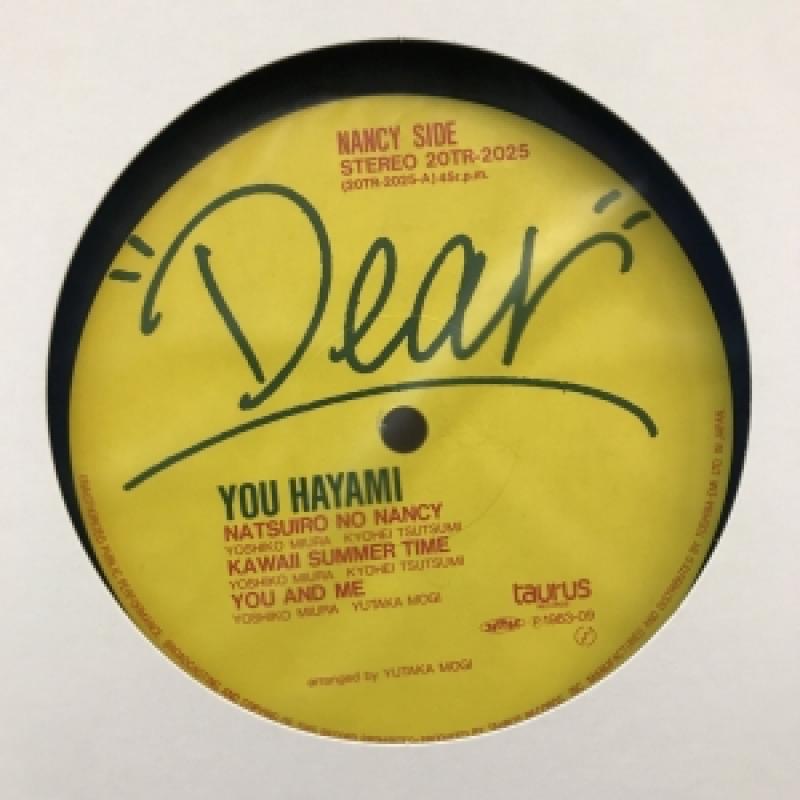 NANCY SIDE
STEREO 20TR-2025
(20TR-2025-A) 45r.p.m.
"Dear"
YOU HAYAMI
NATSUIRO NO NANCY
YOSHIKO MIURA KYOHEI TSUTSUMI
KAWAII SUMMER TIME
YOSHIKO MIURA KYOHEI TSUTSUMI
YOU AND ME
YOSHIKO MIURA YUTAKA MOGI
taurus
P.1983-09
arranged by YUTAKA MOGI